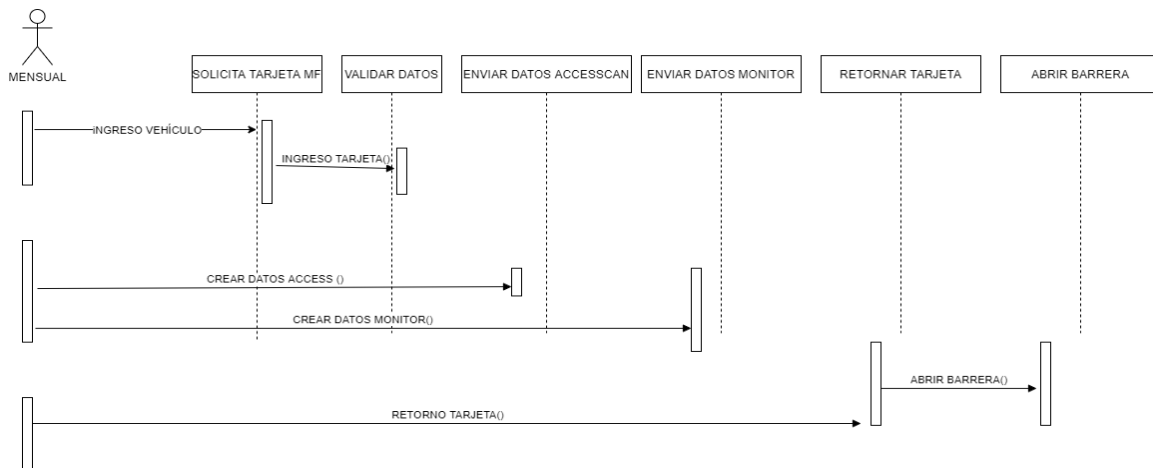 MENSUAL
SOLICITA TARJETA MF
VALIDAR DATOS
ENVIAR DATOS ACCESSCAN
ENVIAR DATOS MONITOR
RETORNAR TARJETA
ABRIR BARRERA
iNGRESO VEHÍCULO
INGRESO TARJETA()
CREAR DATOS ACCESS ()
CREAR DATOS MONITOR()
ABRIR BARRERA()
RETORNO TARJETA()